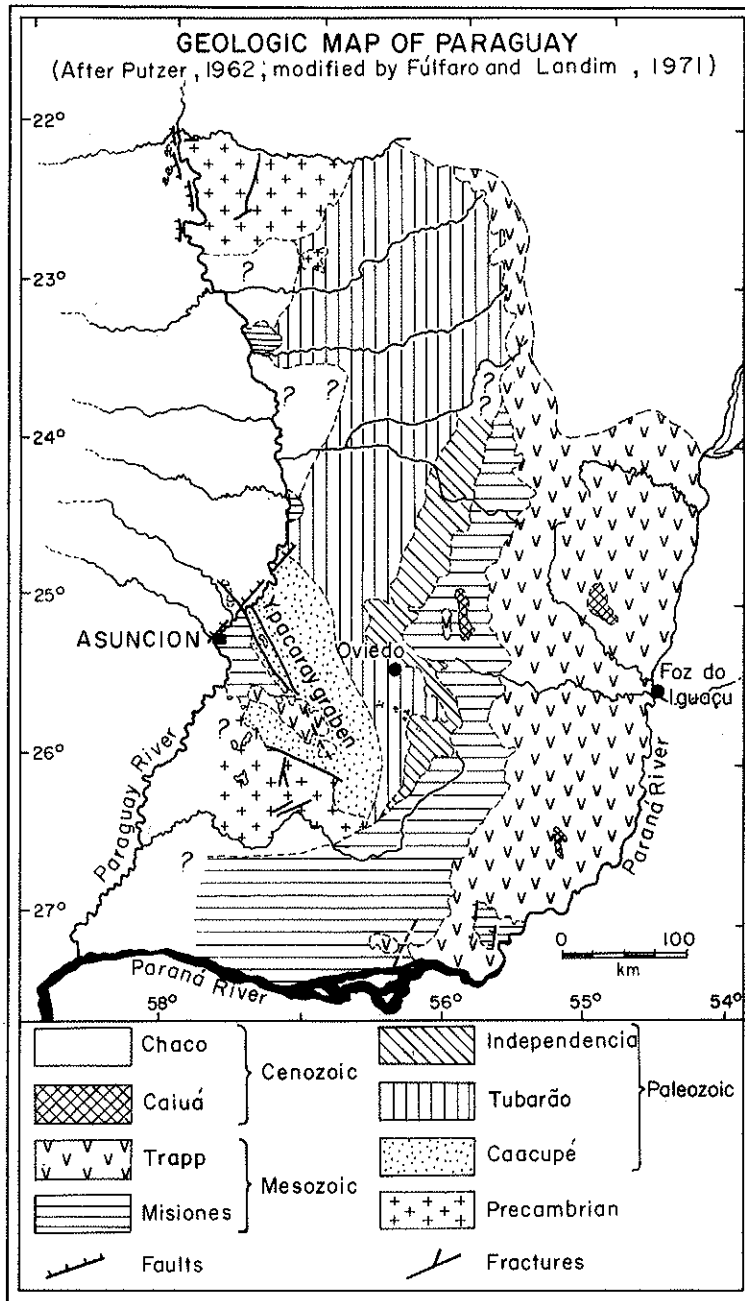 GEOLOGIC MAP OF PARAGUAY
(After Putzer, 1962; modified by Fúlfaro and Landim, 1971)
22°
23°
?
?
?
24°
?
25°
ASUNCION
Ypacaray graben
Oviedo
Foz do
Iguaçu
?
26°
Paraguay River
Paraná River
?
27°
0 100
km
Paraná River
58° 56° 55° 54°
Chaco
Caiuá
Cenozoic
Trapp
Misiones
Mesozoic
Faults
Independencia
Tubarão
Caacupé
Paleozoic
Precambrian
Fractures